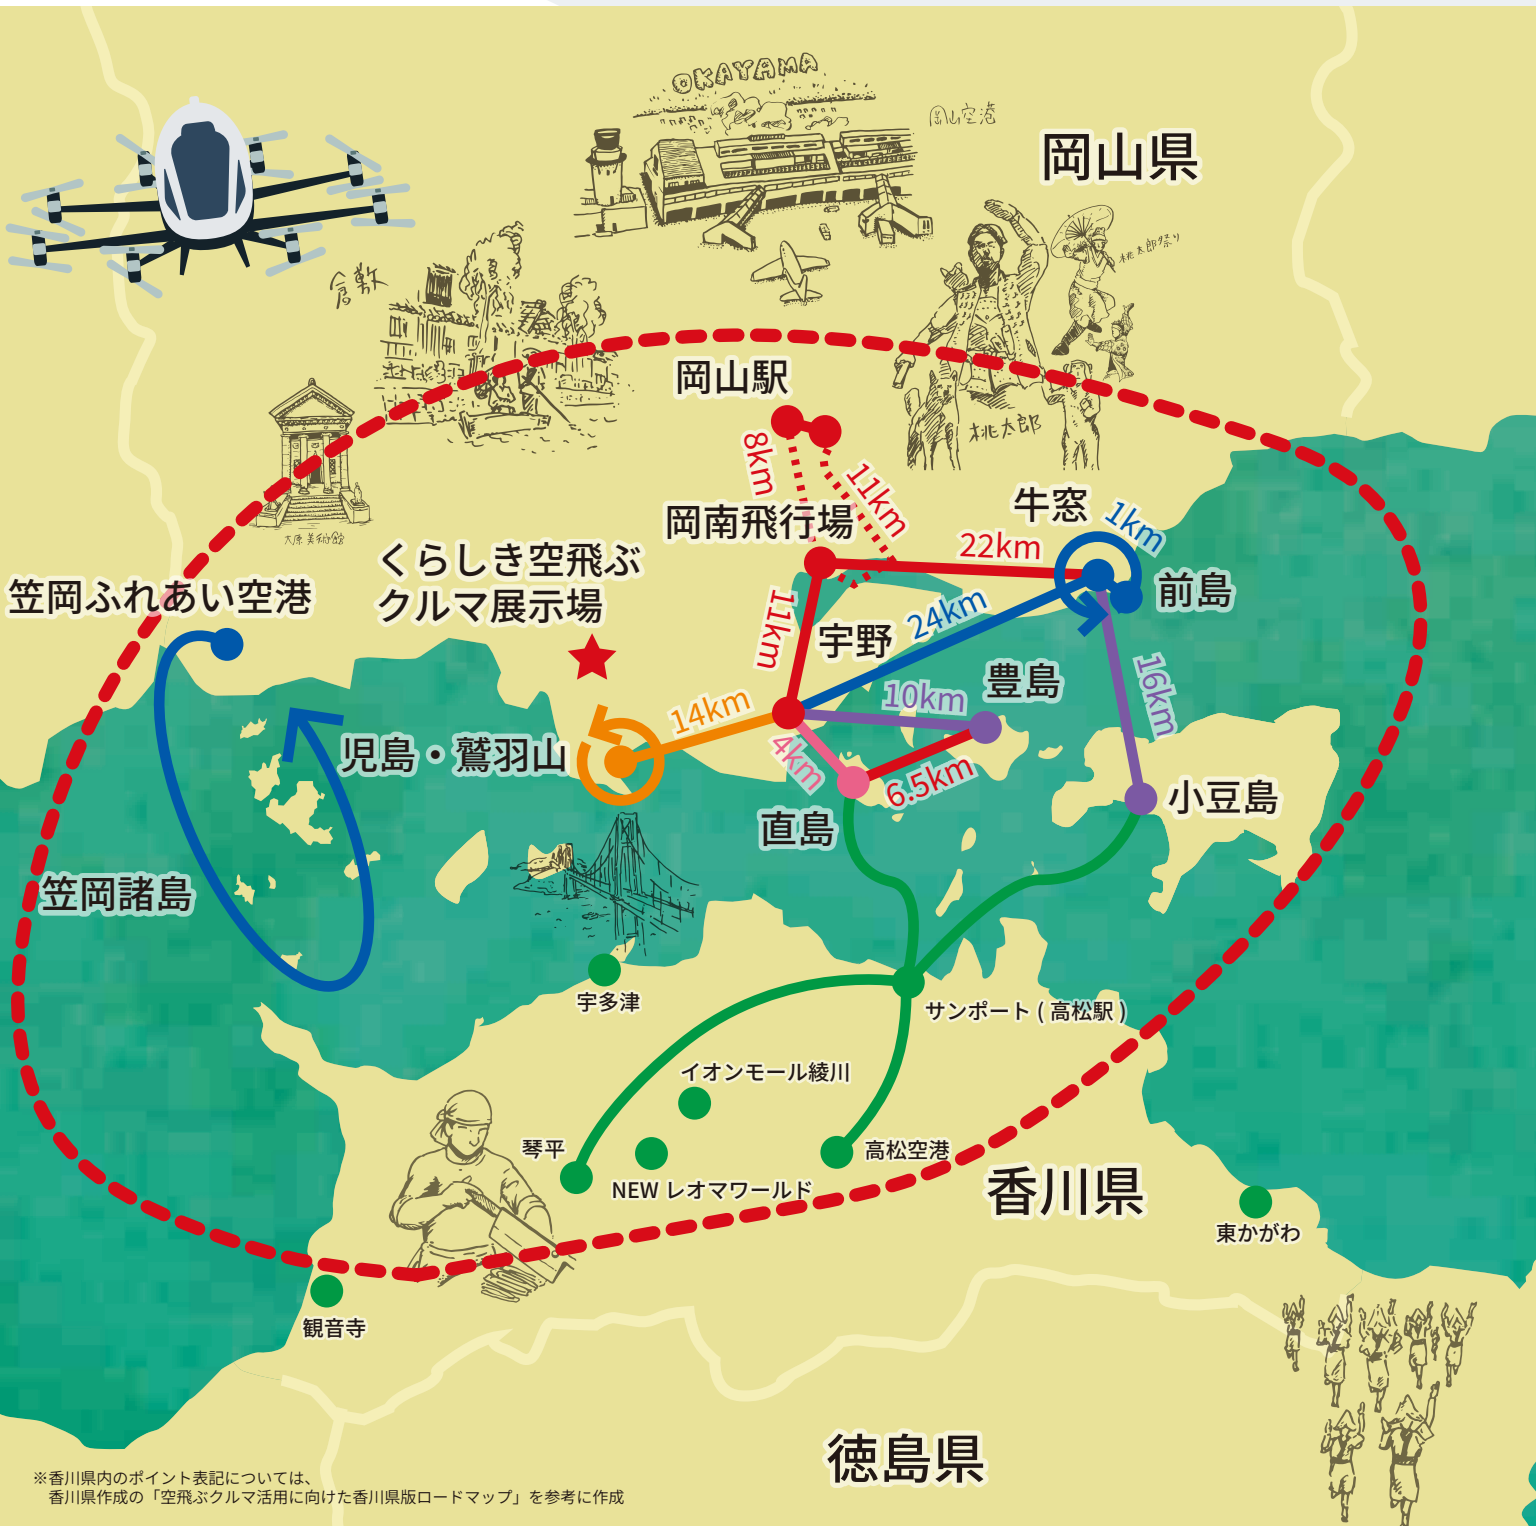 OKAYAMA
岡山空港
岡山県
桃太郎祭り
倉敷
岡山駅
桃太郎
8km
11km
牛窓
1km
岡南飛行場
22km
大原美術館
くらしき空飛ぶ
クルマ展示場
笠岡ふれあい空港
前島
11km
宇野
24km
豊島
16km
10km
14km
児島・鷲羽山
4km
6.5km
小豆島
直島
笠岡諸島
宇多津
サンポート ( 高松駅 )
イオンモール綾川
琴平
高松空港
NEW レオマワールド
香川県
東かがわ
観音寺
徳島県
※香川県内のポイント表記については、
香川県作成の「空飛ぶクルマ活用に向けた香川県版ロードマップ」を参考に作成